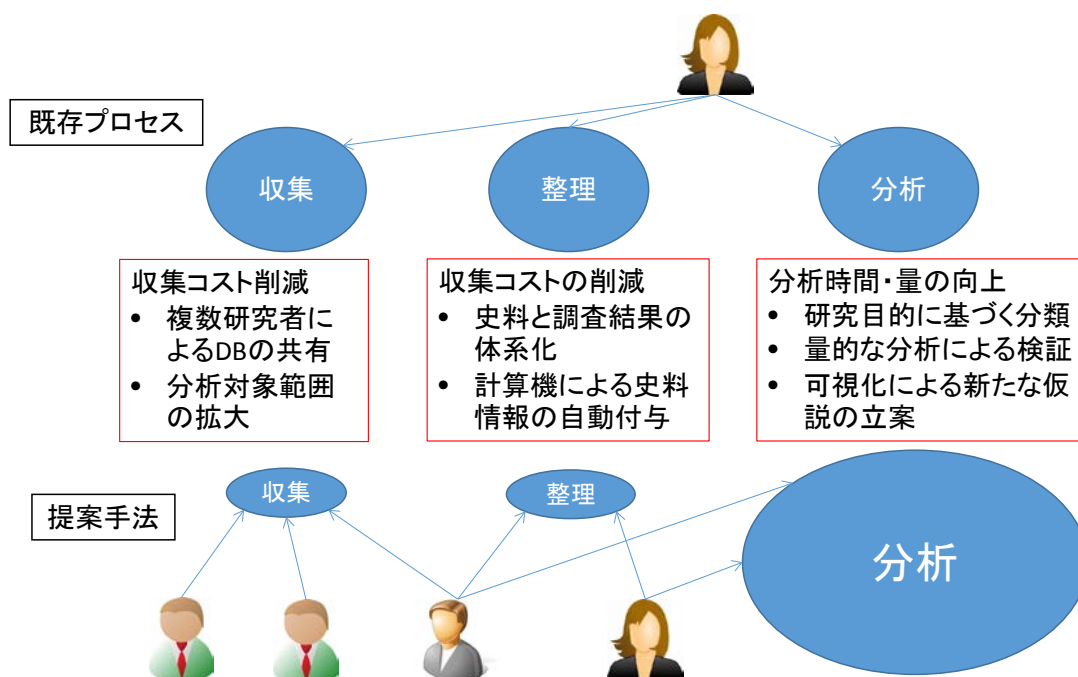 既存プロセス
収集
整理
分析
収集コスト削減
• 複数研究者に
よるDBの共有
• 分析対象範囲
の拡大
収集コストの削減
• 史料と調査結果の
体系化
• 計算機による史料
情報の自動付与
分析時間・量の向上
• 研究目的に基づく分類
• 量的な分析による検証
• 可視化による新たな仮
説の立案
提案手法
収集
整理
分析